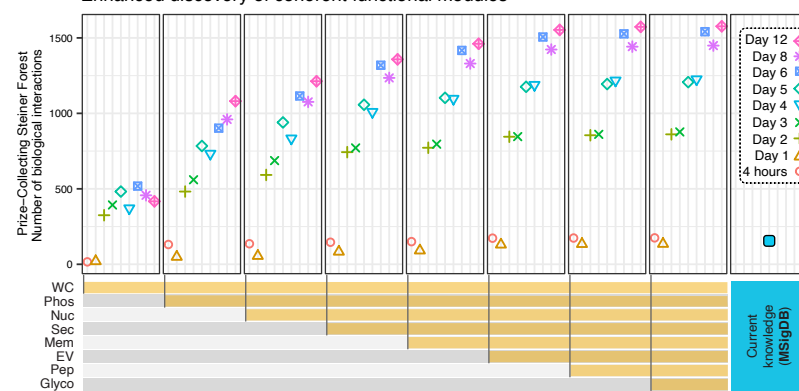 Enhanced discovery of coherent functional modules
Prize–Collecting Steiner Forest
Number of biological interactions
1500
1000
500
0
Day 12
Day 8
Day 6
Day 5
Day 4
Day 3
Day 2
Day 1
4 hours
WC
Phos
Nuc
Sec
Mem
EV
Pep
Glyco
Current
knowledge
(MSigDB)